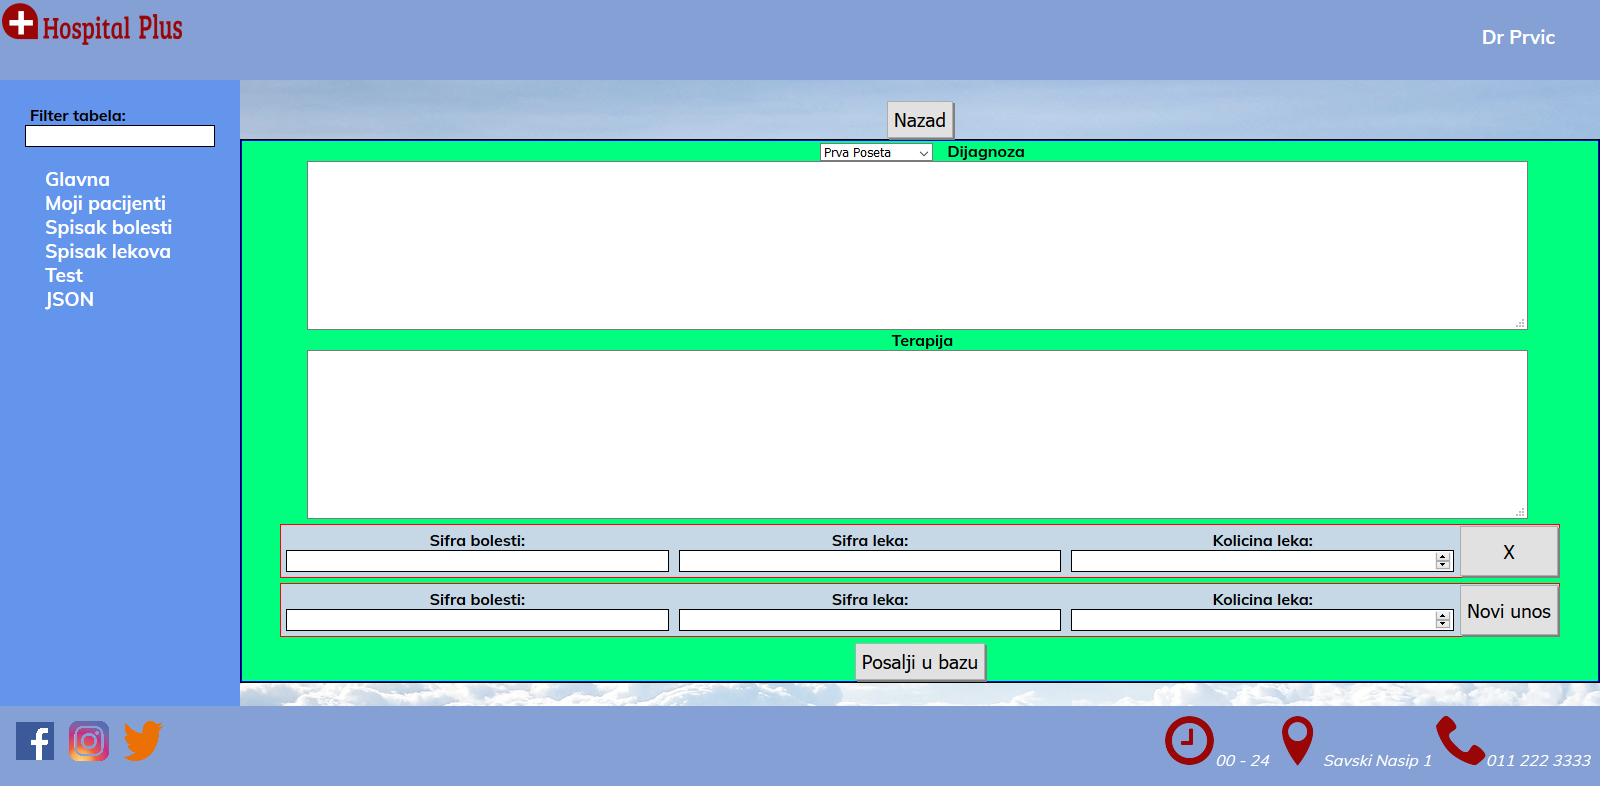 Hospital Plus
Dr Prvic
Filter tabela:
Glavna
Moji pacijenti
Spisak bolesti
Spisak lekova
Test
JSON
Nazad
Prva Poseta Dijagnoza
Terapija
Sifra bolesti: Sifra leka: Kolicina leka: X
Sifra bolesti: Sifra leka: Kolicina leka: Novi unos
Posalji u bazu
00 - 24 Savski Nasip 1 011 222 3333